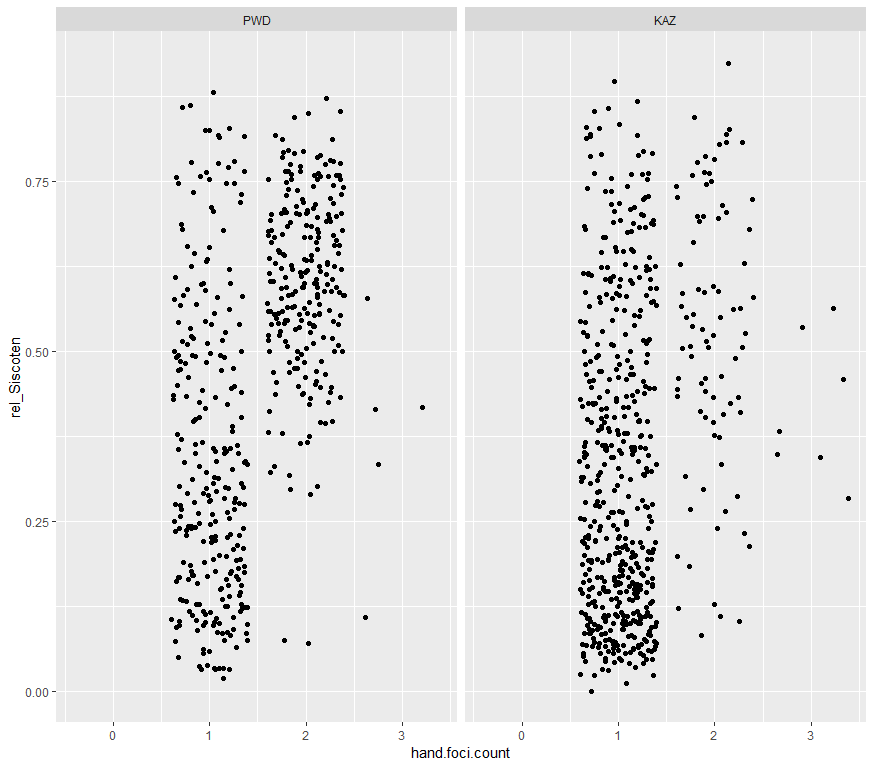 PWD KAZ
0.75
0.50
0.25
0.00
rel_Siscoten
0 1 2 3 0 1 2 3
hand.foci.count